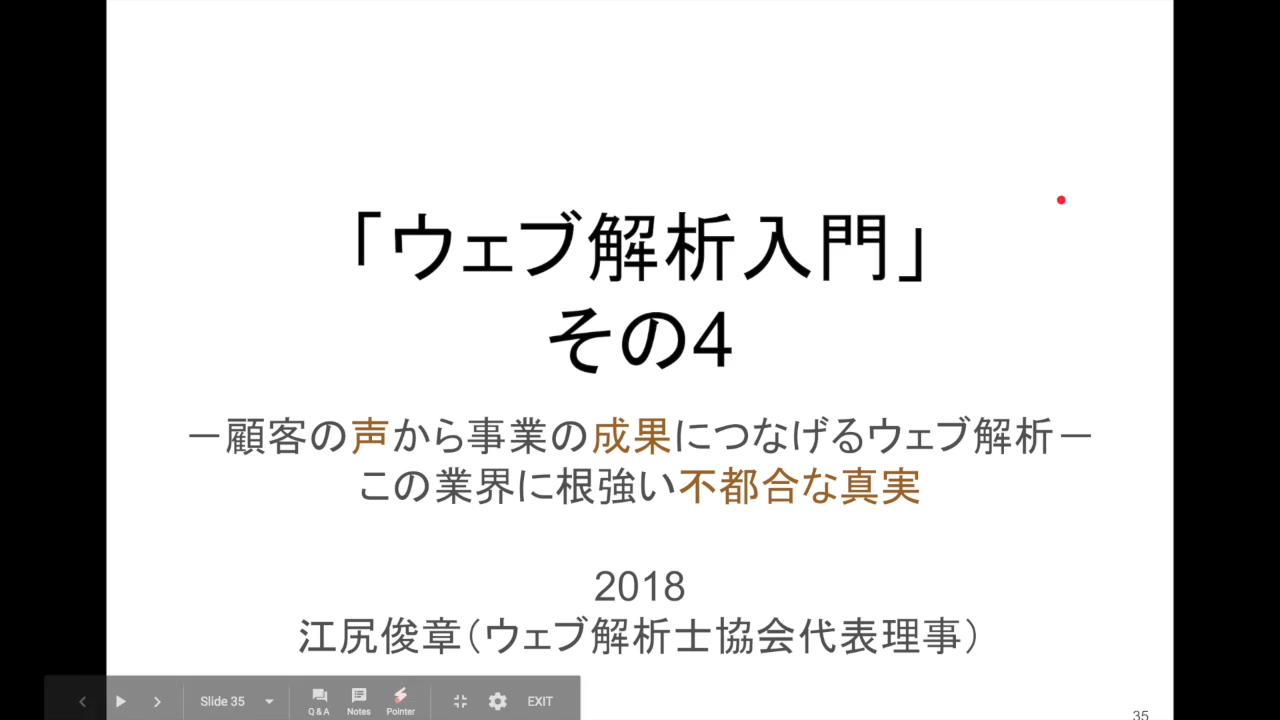 「ウェブ解析入門」
その4
－顧客の声から事業の成果につなげるウェブ解析－
この業界に根強い不都合な真実
2018
江尻俊章（ウェブ解析士協会代表理事）
Slide 35
Q & A
Notes
Pointer
EXIT
35